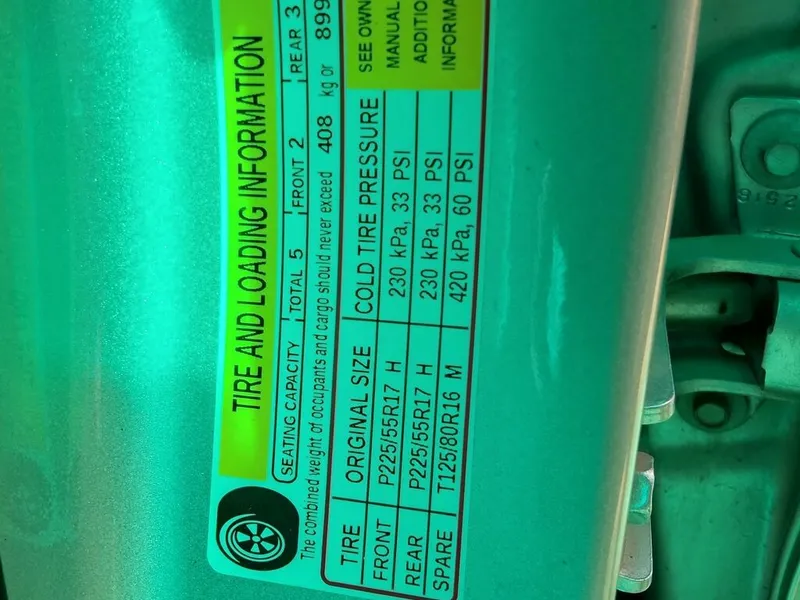 TIRE AND LOADING INFORMATION
SEATING CAPACITY TOTAL 5 FRONT 2 REAR 3
The combined weight of occupants and cargo should never exceed 408 kg or 899
TIRE ORIGINAL SIZE COLD TIRE PRESSURE
FRONT P225/55R17 H 230 kPa, 33 PSI
REAR P225/55R17 H 230 kPa, 33 PSI
SPARE T125/80R16 M 420 kPa, 60 PSI
SEE OWN
MANUAL
ADDITIO
INFORMA